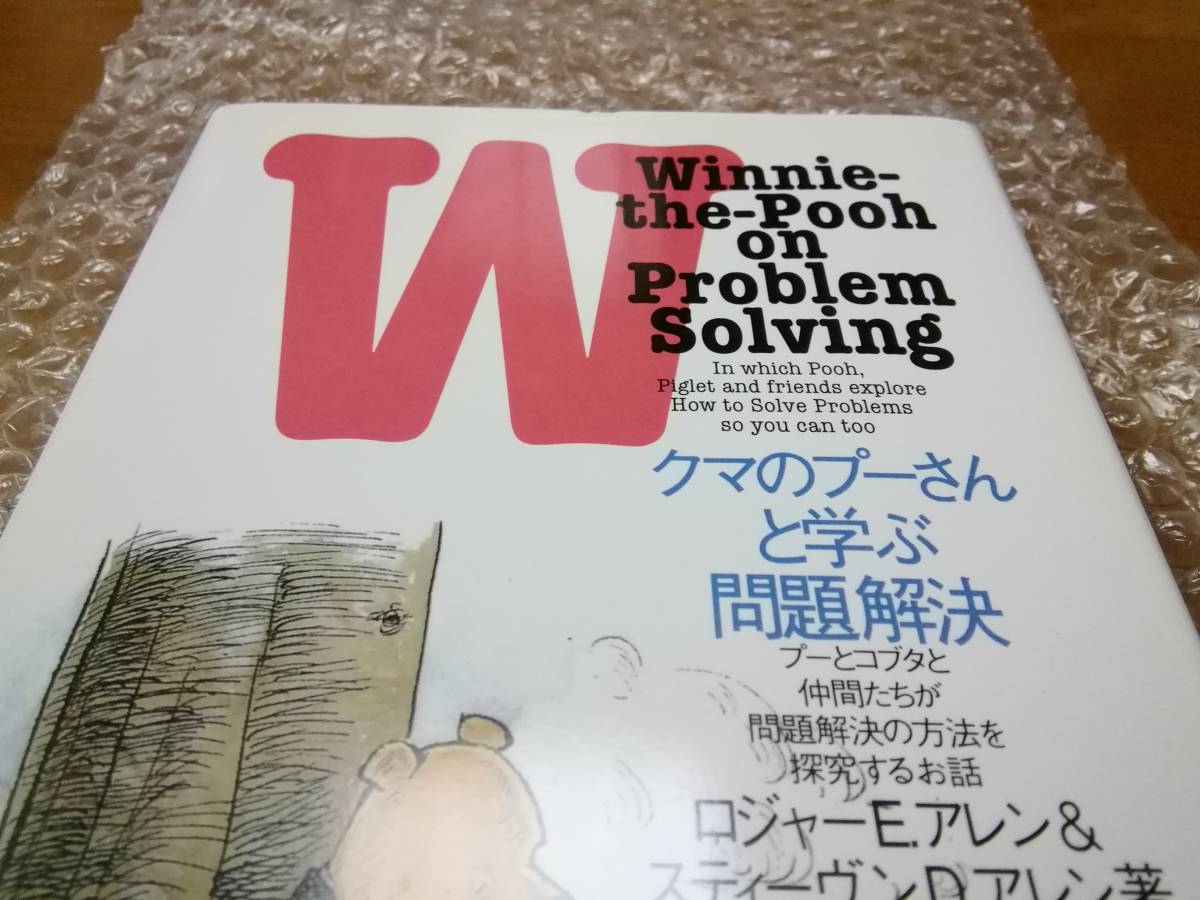 W
Winnie-
the-Pooh
on
Problem
Solving
In which Pooh,
Piglet and friends explore
How to Solve Problems
so you can too
クマのプーさん
と学ぶ
問題解決
プーとコブタと
仲間たちが
問題解決の方法を
探究するお話
ロジャーE.アレン&
スティーヴンD.アレン著